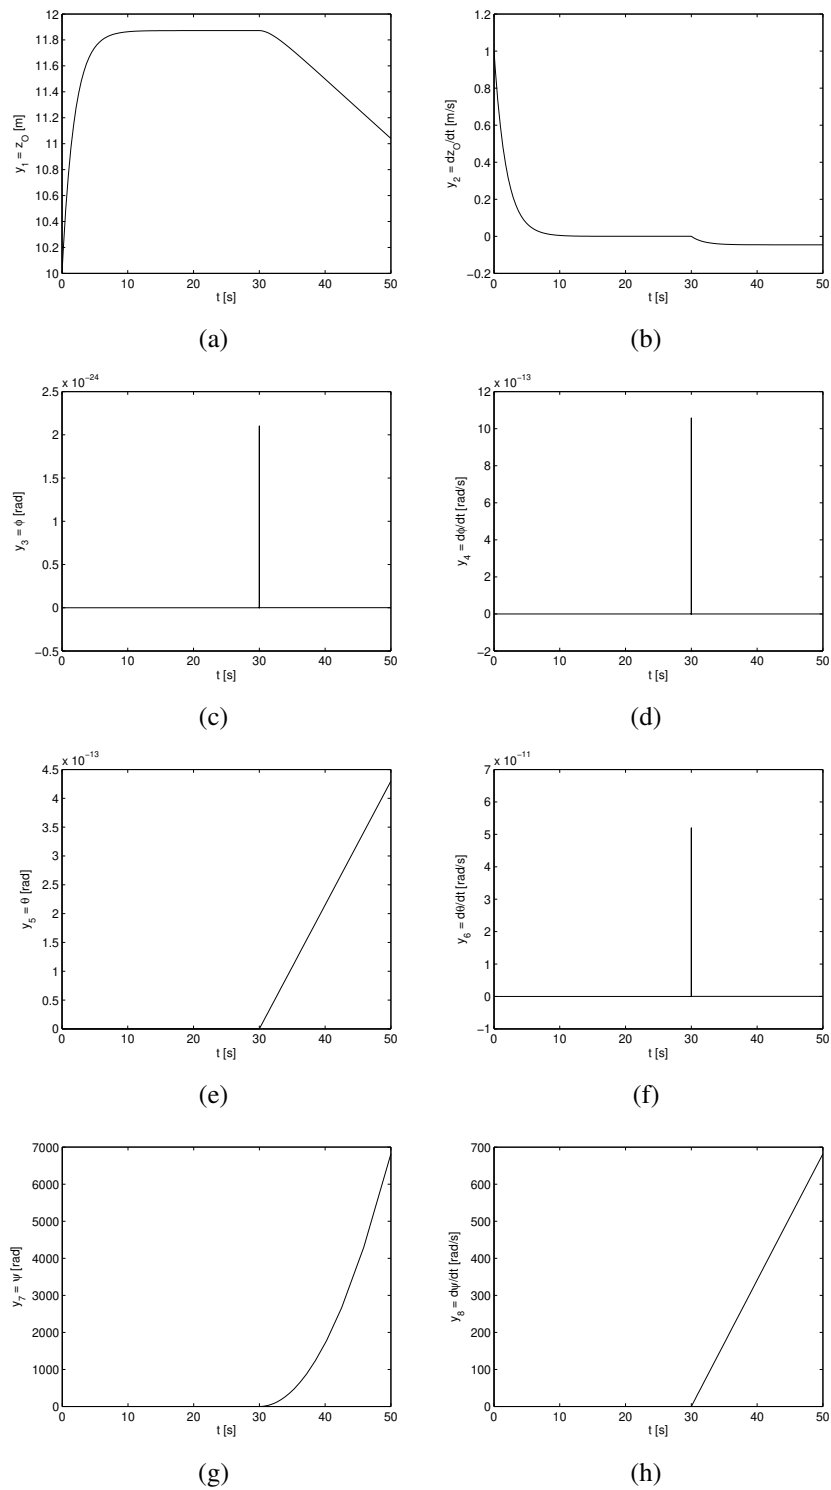 12
11.8
11.6
11.4
11.2
11
10.8
10.6
10.4
10.2
10
0 10 20 30 40 50
t [s]
y1 = zO [m]
(a)
1.2
1
0.8
0.6
0.4
0.2
0
−0.2
0 10 20 30 40 50
t [s]
y2 = dzO/dt [m/s]
(b)
x 10−24
2.5
2
1.5
1
0.5
0
−0.5
0 10 20 30 40 50
t [s]
y3 = ϕ [rad]
(c)
x 10−13
12
10
8
6
4
2
0
−2
0 10 20 30 40 50
t [s]
y4 = dϕ/dt [rad/s]
(d)
x 10−13
4.5
4
3.5
3
2.5
2
1.5
1
0.5
0
0 10 20 30 40 50
t [s]
y5 = θ [rad]
(e)
x 10−11
7
6
5
4
3
2
1
0
−1
0 10 20 30 40 50
t [s]
y6 = dθ/dt [rad/s]
(f)
7000
6000
5000
4000
3000
2000
1000
0
0 10 20 30 40 50
t [s]
y7 = ψ [rad]
(g)
700
600
500
400
300
200
100
0
0 10 20 30 40 50
t [s]
y8 = dψ/dt [rad/s]
(h)